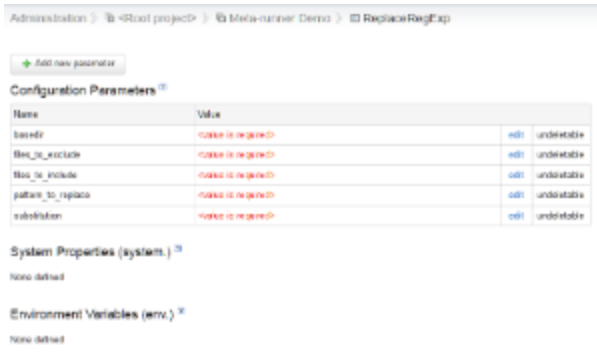 Administration > <Root project> > Meta-runner Demo > ReplaceRegExp
+ Add new parameter
Configuration Parameters
Name Value
basedir <value is required> edit undeletable
files_to_exclude <value is required> edit undeletable
files_to_include <value is required> edit undeletable
pattern_to_replace <value is required> edit undeletable
substitution <value is required> edit undeletable
System Properties (system.)
None defined
Environment Variables (env.)
None defined